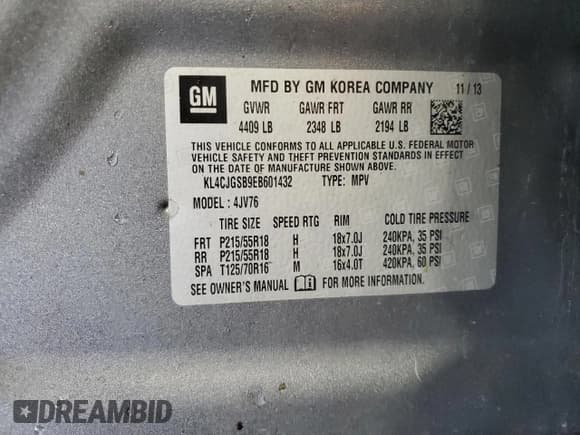 GM
MFD BY GM KOREA COMPANY 11 / 13
GVWR GAWR FRT GAWR RR
4409 LB 2348 LB 2194 LB
THIS VEHICLE CONFORMS TO ALL APPLICABLE U.S. FEDERAL MOTOR
VEHICLE SAFETY AND THEFT PREVENTION STANDARDS IN EFFECT
ON THE DATE OF MANUFACTURE SHOWN ABOVE.
KL4CJGSB9EB601432 TYPE: MPV
MODEL : 4JV76
TIRE SIZE SPEED RTG RIM COLD TIRE PRESSURE
FRT P215/55R18 H 18x7.0J 240KPA, 35 PSI
RR P215/55R18 H 18x7.0J 240KPA, 35 PSI
SPA T125/70R16 M 16x4.0T 420KPA, 60 PSI
SEE OWNER'S MANUAL FOR MORE INFORMATION.
DREAMBID